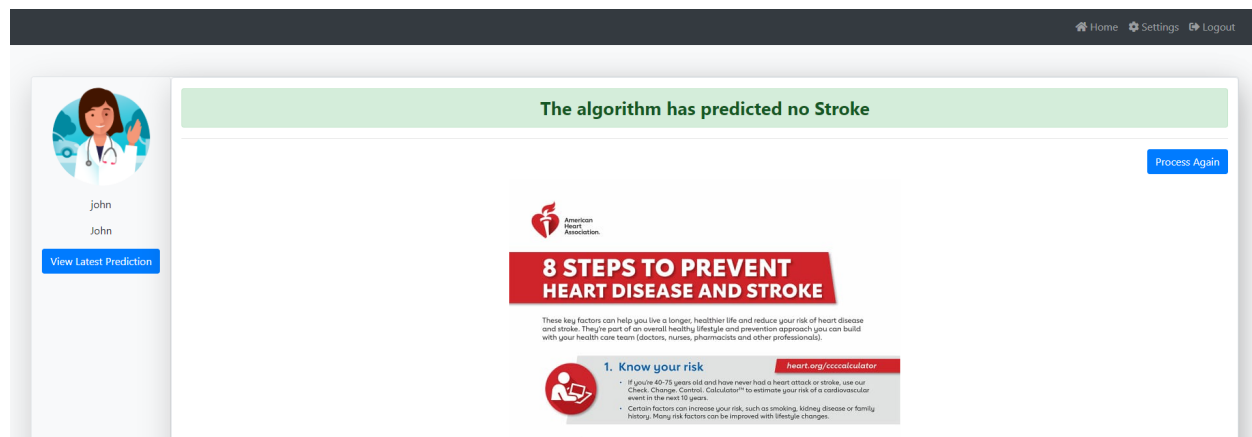 Home Settings Logout
The algorithm has predicted no Stroke
Process Again
john
John
View Latest Prediction
American
Heart
Association.
8 STEPS TO PREVENT
HEART DISEASE AND STROKE
These key factors can help you live a longer, healthier life and reduce your risk of heart disease
and stroke. They're part of an overall healthy lifestyle and prevention approach you can build
with your health care team (doctors, nurses, pharmacists and other professionals).
1. Know your risk
heart.org/ccccalculator
• If you're 40-75 years old and have never had a heart attack or stroke, use our
Check. Change. Control. Calculator™ to estimate your risk of a cardiovascular
event in the next 10 years.
• Certain factors can increase your risk, such as smoking, kidney disease or family
history. Many risk factors can be improved with lifestyle changes.